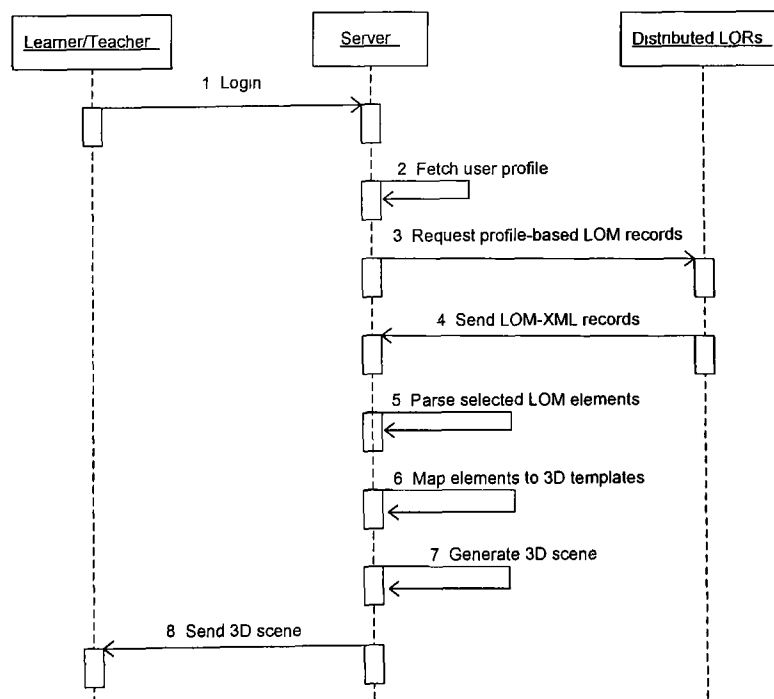 Learner/Teacher
Server
Distributed LORs
1 Login
2 Fetch user profile
3 Request profile-based LOM records
4 Send LOM-XML records
5 Parse selected LOM elements
6 Map elements to 3D templates
7 Generate 3D scene
8 Send 3D scene